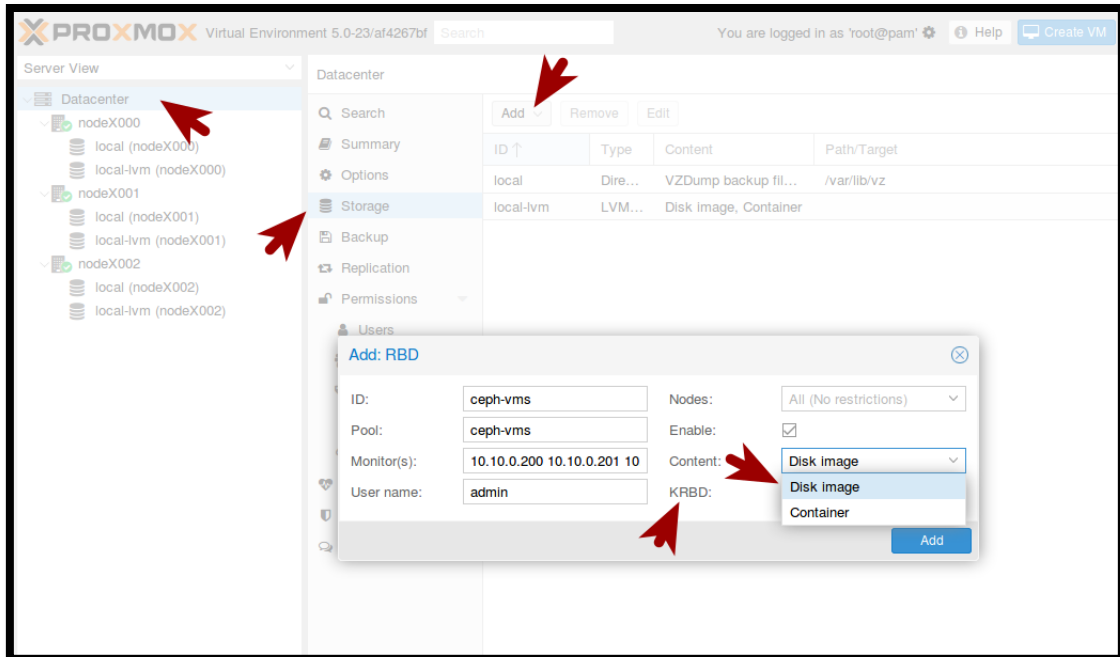 PROXMOX Virtual Environment 5.0-23/af4267bf Search You are logged in as 'root@pam' Help Create VM
Server View
Datacenter
nodeX000
local (nodeX000)
local-lvm (nodeX000)
nodeX001
local (nodeX001)
local-lvm (nodeX001)
nodeX002
local (nodeX002)
local-lvm (nodeX002)
Datacenter
Search
Summary
Options
Storage
Backup
Replication
Permissions
Users
Add Remove Edit
ID Type Content Path/Target
local Dire... VZDump backup fil... /var/lib/vz
local-lvm LVM... Disk image, Container
Add: RBD
ID: ceph-vms Nodes: All (No restrictions)
Pool: ceph-vms Enable:
Monitor(s): 10.10.0.200 10.10.0.201 10 Content: Disk image
User name: admin KRBD: Disk image
Container
Add